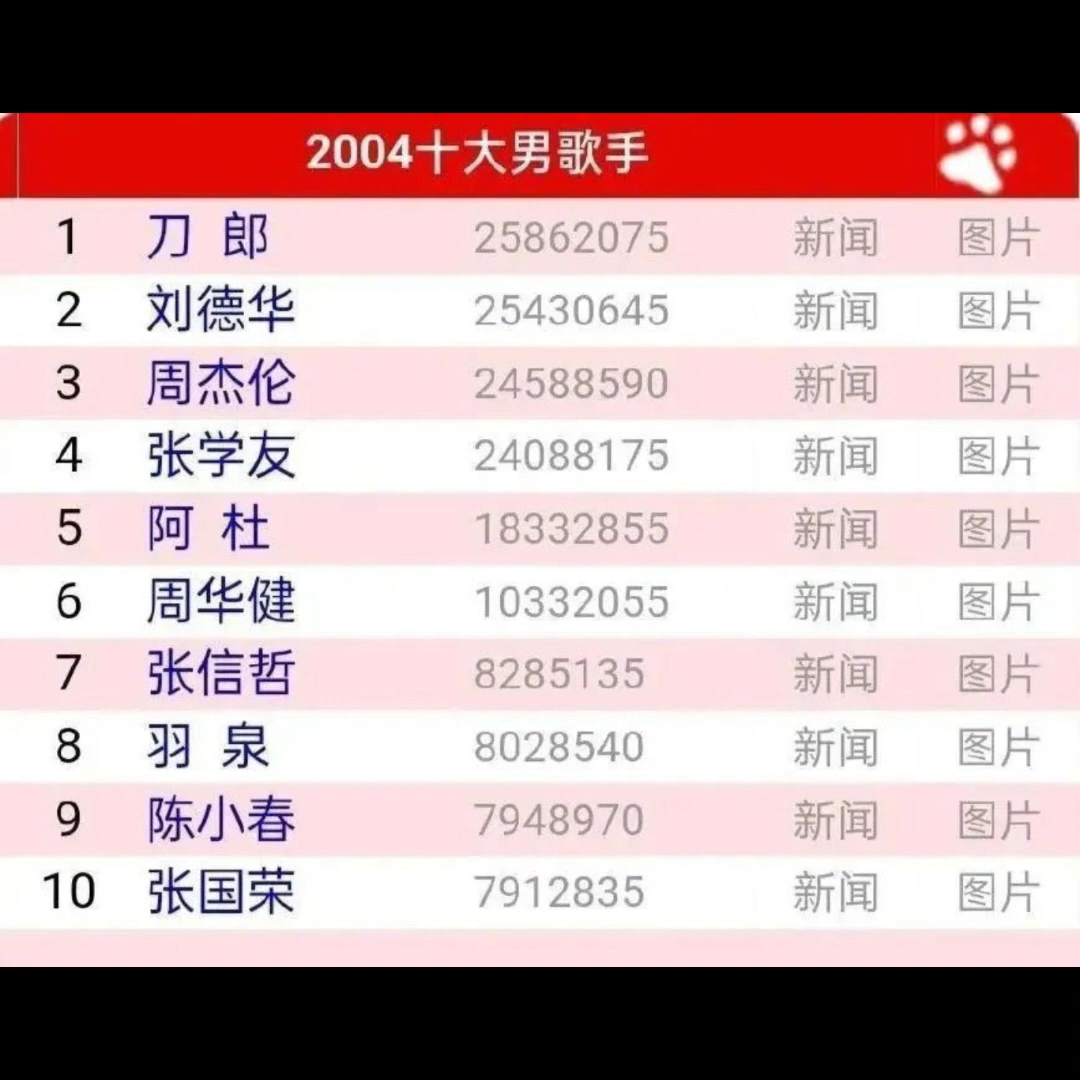 2004十大男歌手
1 刀 郎 25862075 新闻 图片
2 刘德华 25430645 新闻 图片
3 周杰伦 24588590 新闻 图片
4 张学友 24088175 新闻 图片
5 阿 杜 18332855 新闻 图片
6 周华健 10332055 新闻 图片
7 张信哲 8285135 新闻 图片
8 羽 泉 8028540 新闻 图片
9 陈小春 7948970 新闻 图片
10 张国荣 7912835 新闻 图片